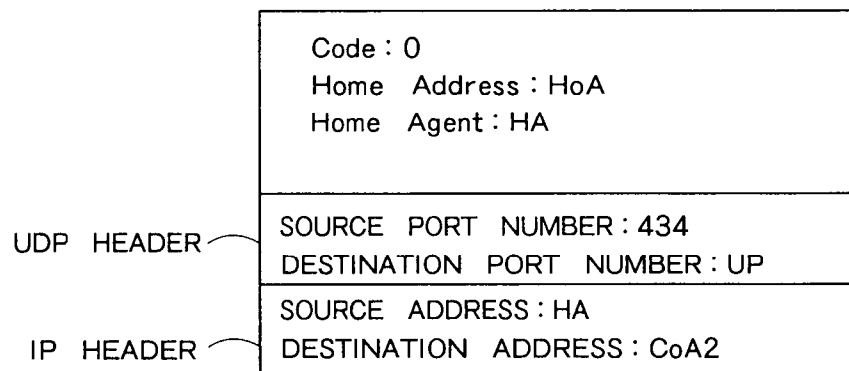 Code : 0
Home Address : HoA
Home Agent : HA
UDP HEADER
SOURCE PORT NUMBER : 434
DESTINATION PORT NUMBER : UP
IP HEADER
SOURCE ADDRESS : HA
DESTINATION ADDRESS : CoA2